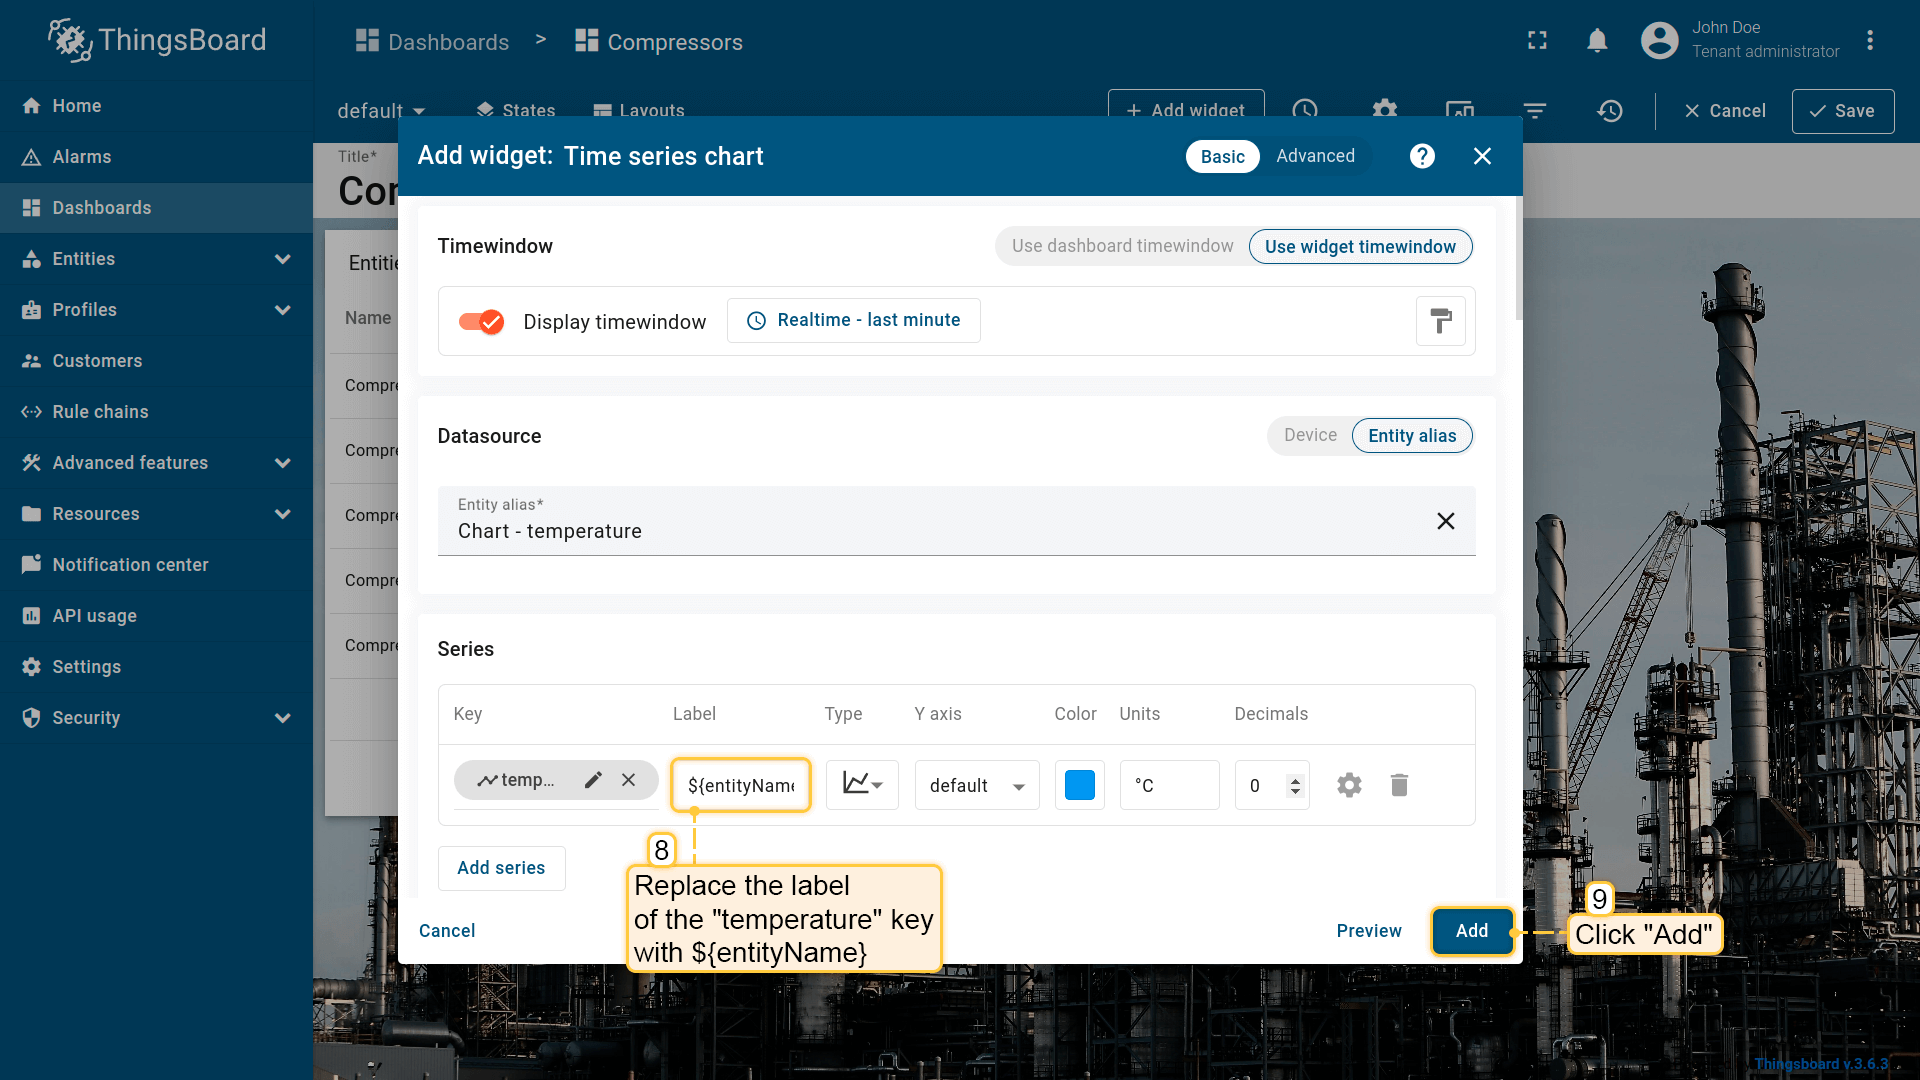 ThingsBoard
Dashboards > Compressors
John Doe
Tenant administrator
Home
Alarms
Dashboards
Entities
Profiles
Customers
Rule chains
Advanced features
Resources
Notification center
API usage
Settings
Security
default
States
Layouts
+ Add widget
Cancel
Save
Title*
Con
Entitie
Name
Compre
Compre
Compre
Compre
Compre
Add widget: Time series chart
Basic
Advanced
Timewindow
Use dashboard timewindow
Use widget timewindow
Display timewindow
Realtime - last minute
Datasource
Device
Entity alias
Entity alias*
Chart - temperature
Series
Key Label Type Y axis Color Units Decimals
temp... ${entityName default °C 0
Add series
8
Replace the label
of the "temperature" key
with ${entityName}
Cancel
Preview
Add
9
Click "Add"
Thingsboard v.3.6.3